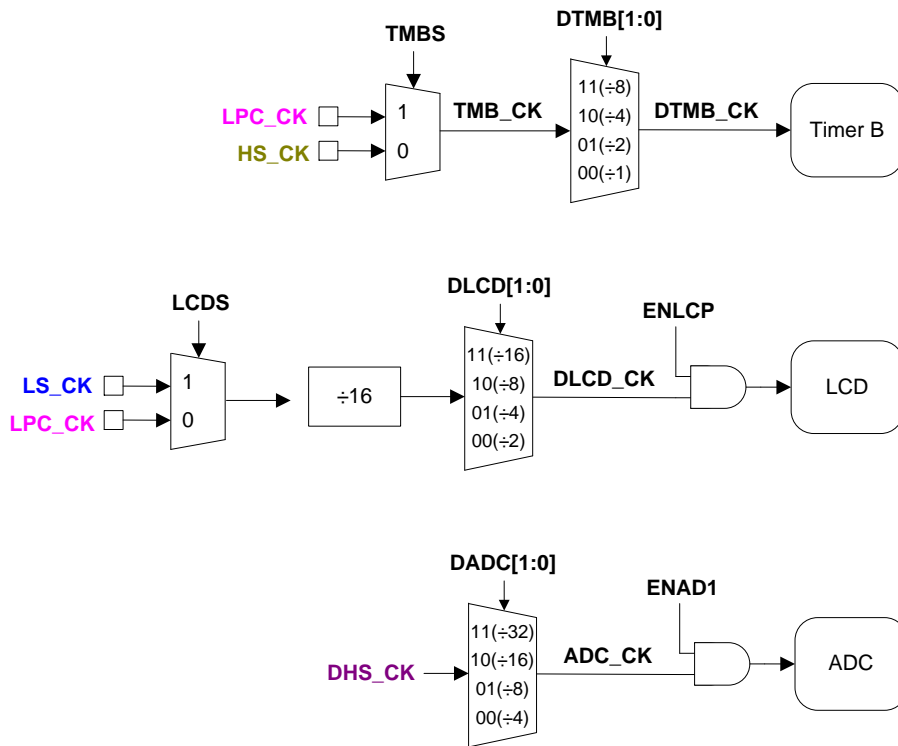 TMBS
DTMB[1:0]
LPC_CK
HS_CK
1
0
TMB_CK
11(÷8)
10(÷4)
01(÷2)
00(÷1)
DTMB_CK
Timer B
LCDS
DLCD[1:0]
ENLCP
LS_CK
LPC_CK
1
0
÷16
11(÷16)
10(÷8)
01(÷4)
00(÷2)
DLCD_CK
LCD
DADC[1:0]
ENAD1
DHS_CK
11(÷32)
10(÷16)
01(÷8)
00(÷4)
ADC_CK
ADC